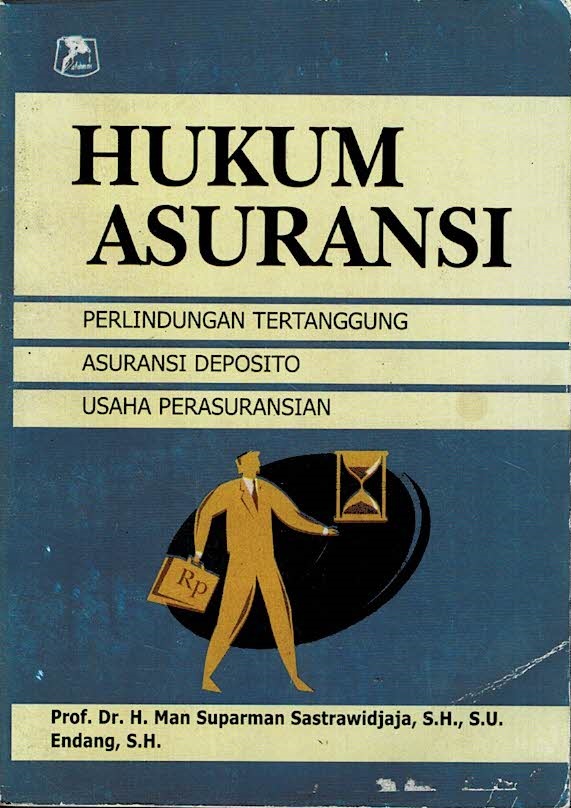 HUKUM
ASURANSI
PERLINDUNGAN TERTANGGUNG
ASURANSI DEPOSITO
USAHA PERASURANSIAN
Rp
Prof. Dr. H. Man Suparman Sastrawidjaja, S.H., S.U.
Endang, S.H.